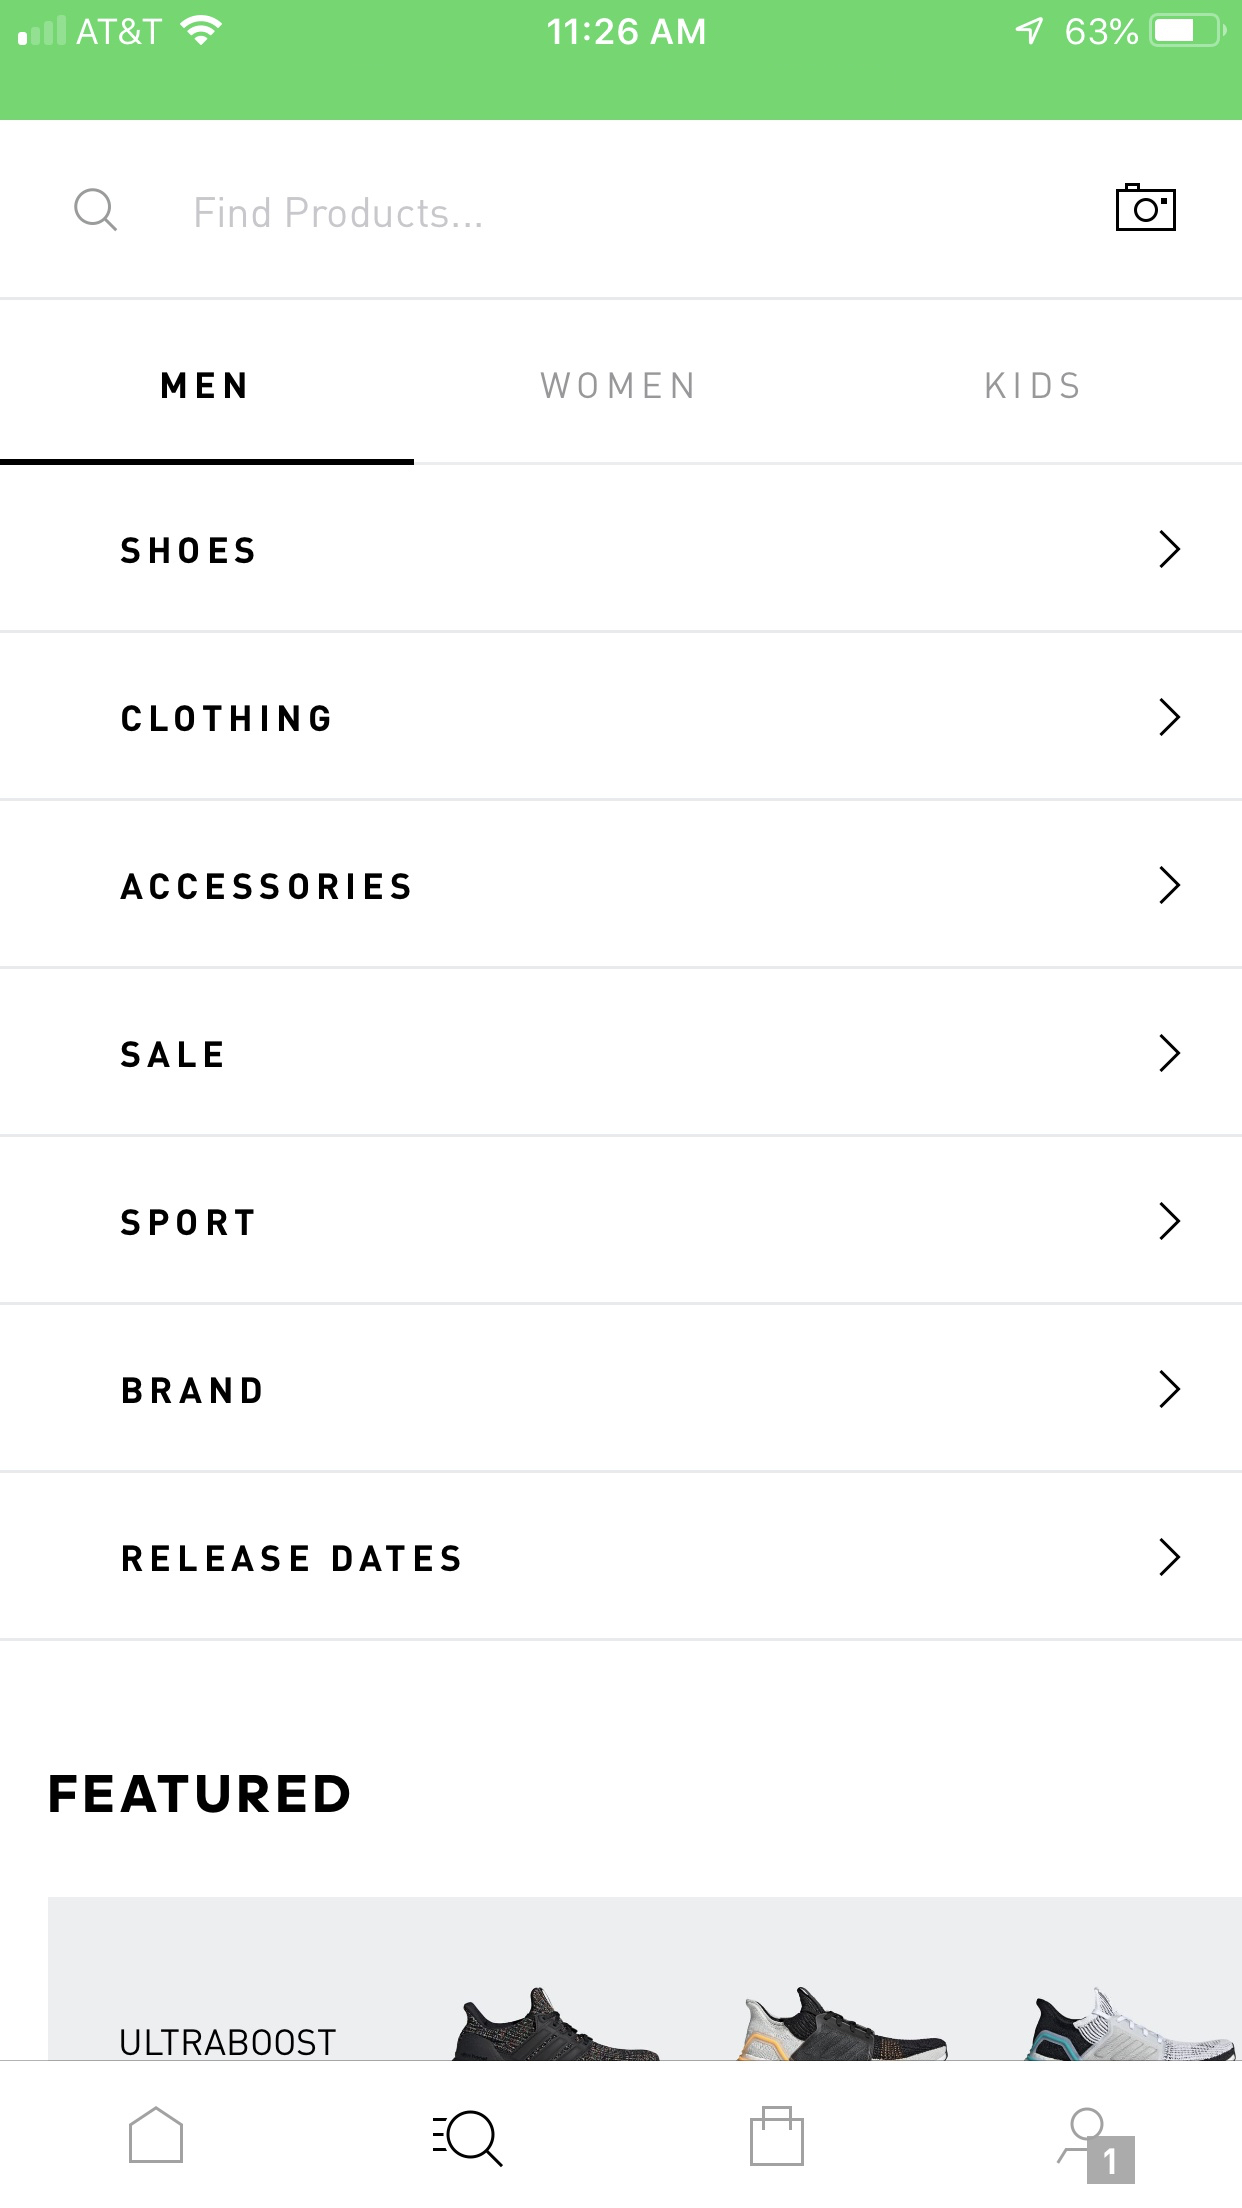 AT&T 11:26 AM 63%
Find Products...
MEN WOMEN KIDS
SHOES
CLOTHING
ACCESSORIES
SALE
SPORT
BRAND
RELEASE DATES
FEATURED
ULTRABOOST
1